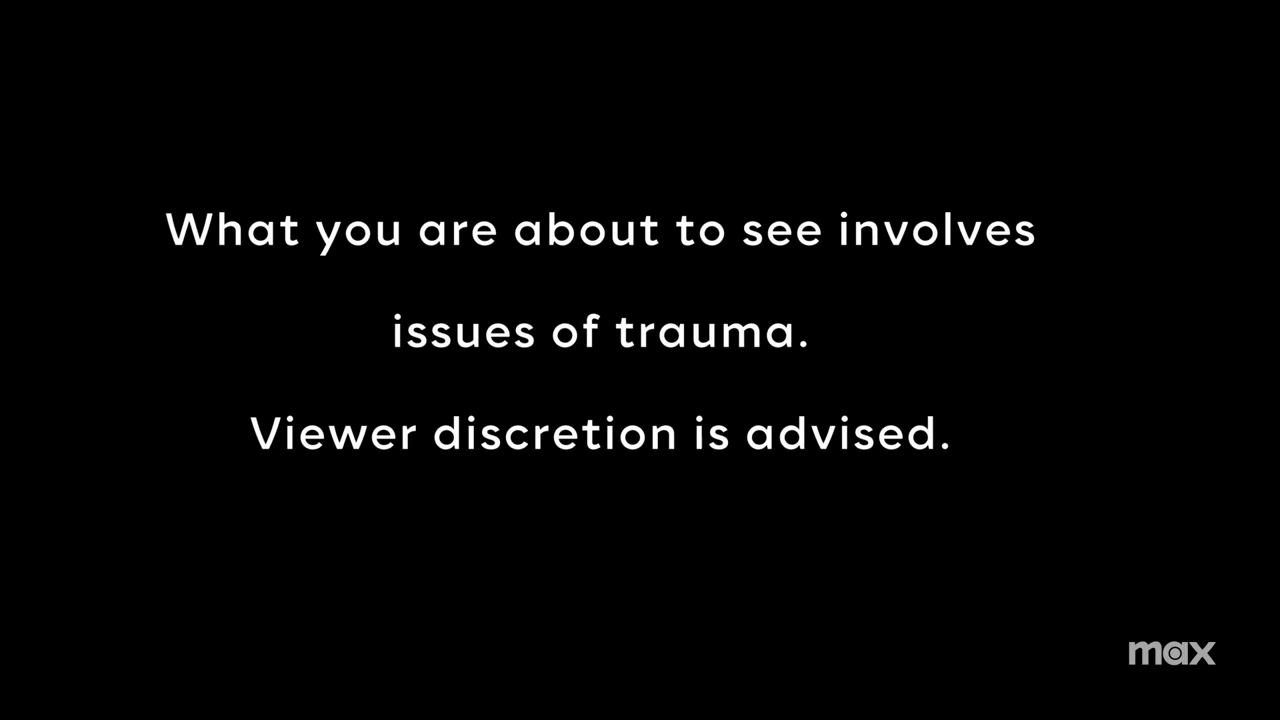 What you are about to see involves
issues of trauma.
Viewer discretion is advised.
max